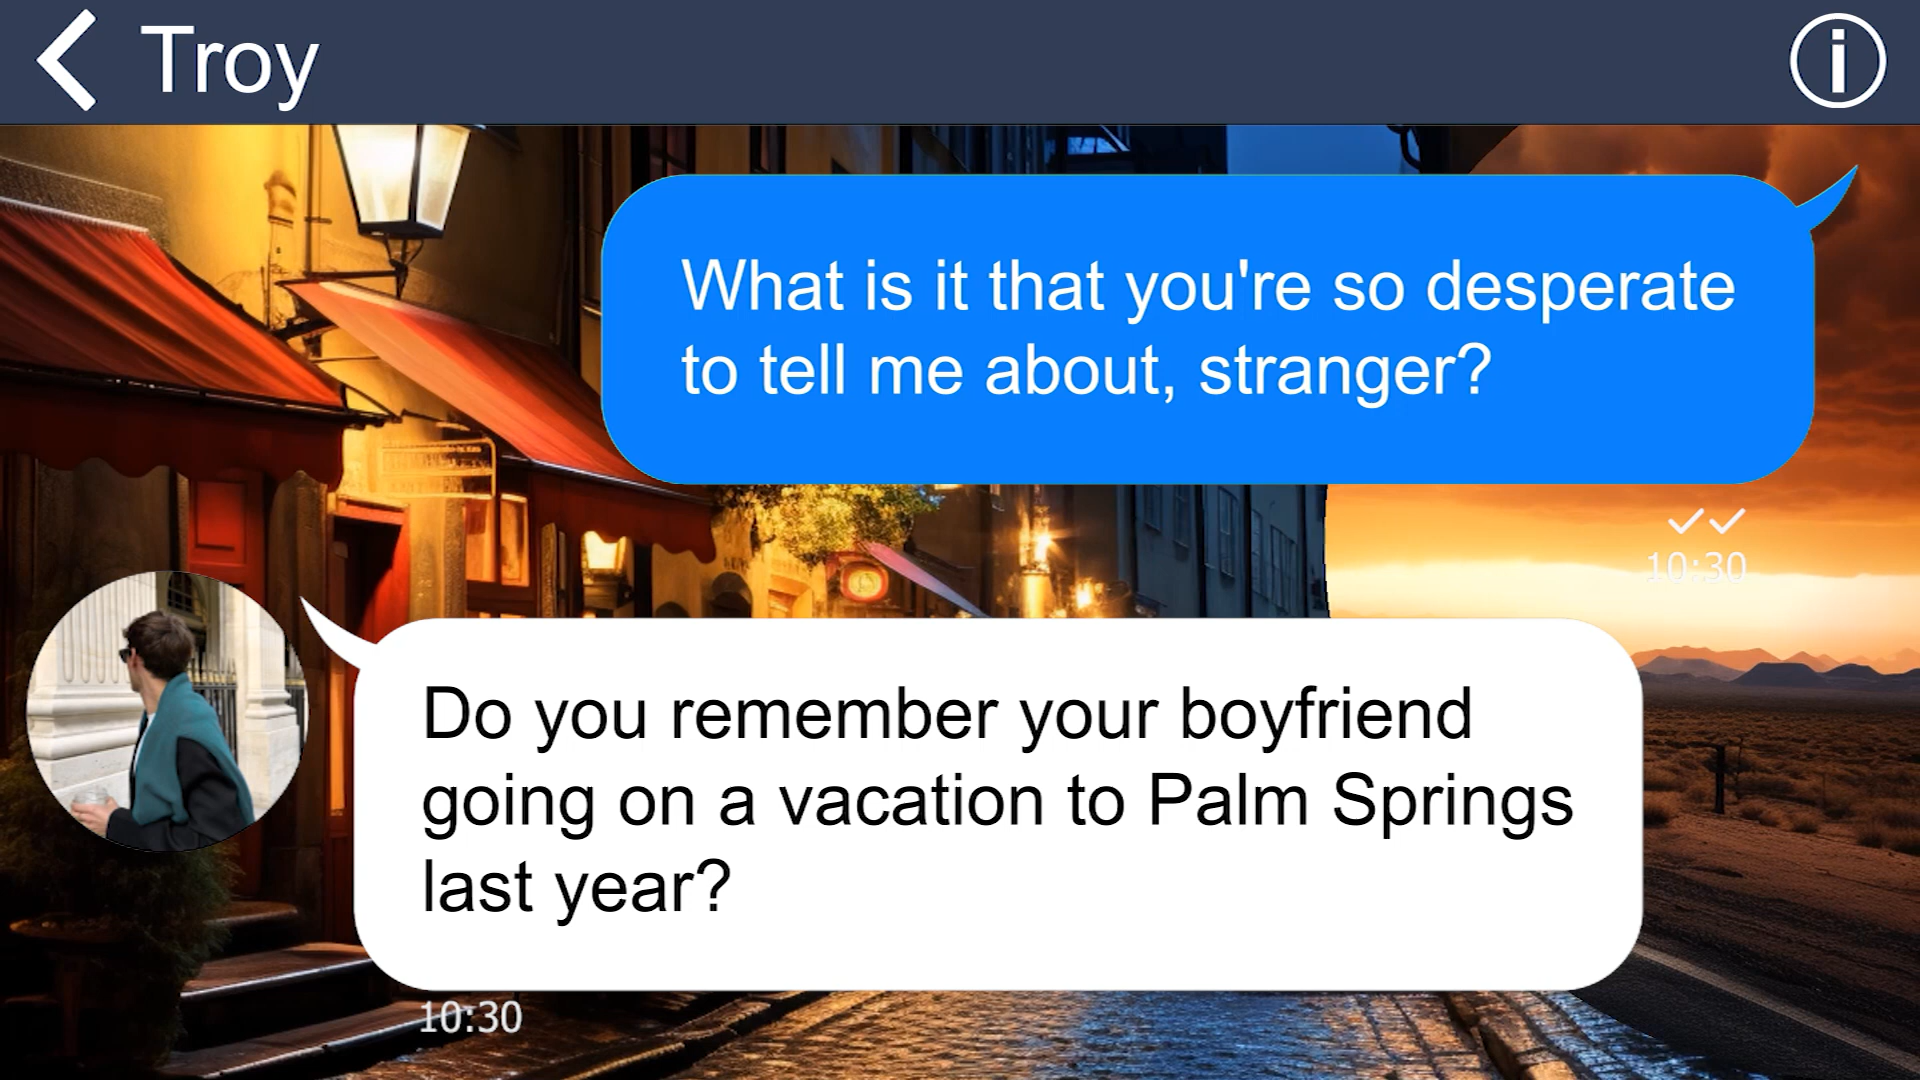 Troy
What is it that you're so desperate
to tell me about, stranger?
10:30
Do you remember your boyfriend
going on a vacation to Palm Springs
last year?
10:30